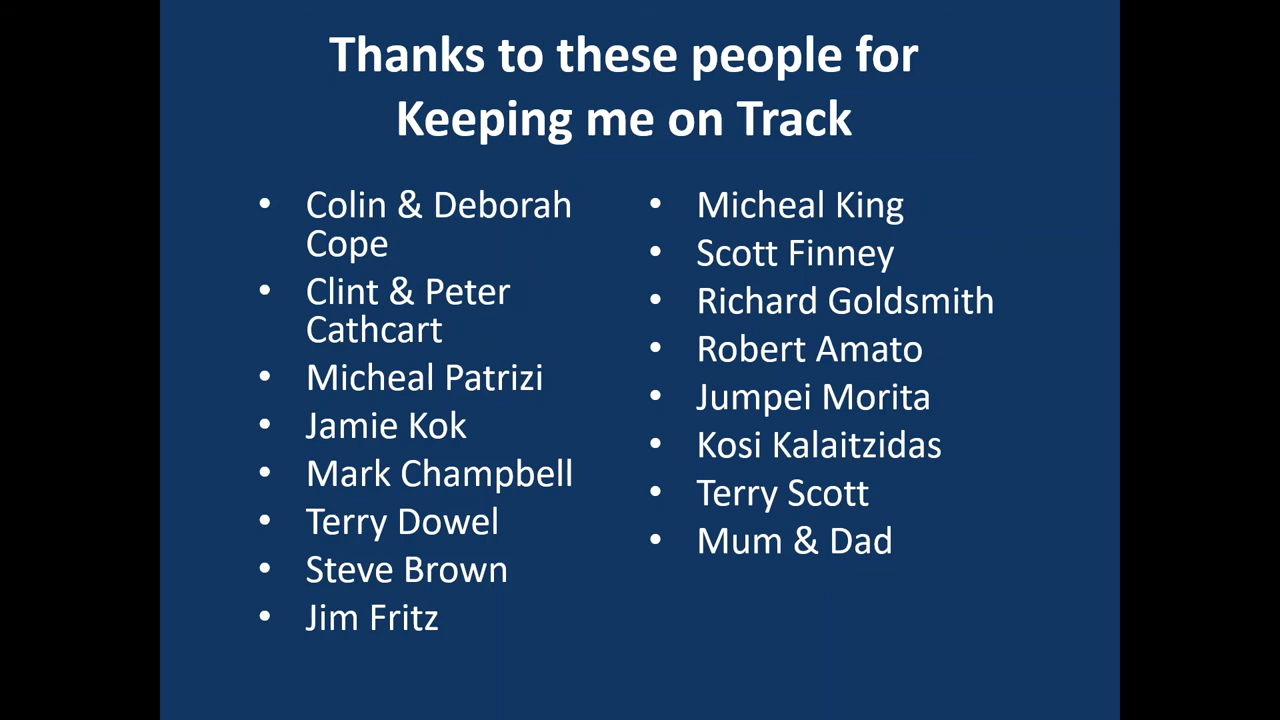 Thanks to these people for
Keeping me on Track
• Colin & Deborah
Cope
• Clint & Peter
Cathcart
• Micheal Patrizi
• Jamie Kok
• Mark Champbell
• Terry Dowel
• Steve Brown
• Jim Fritz
• Micheal King
• Scott Finney
• Richard Goldsmith
• Robert Amato
• Jumpei Morita
• Kosi Kalaitzidas
• Terry Scott
• Mum & Dad